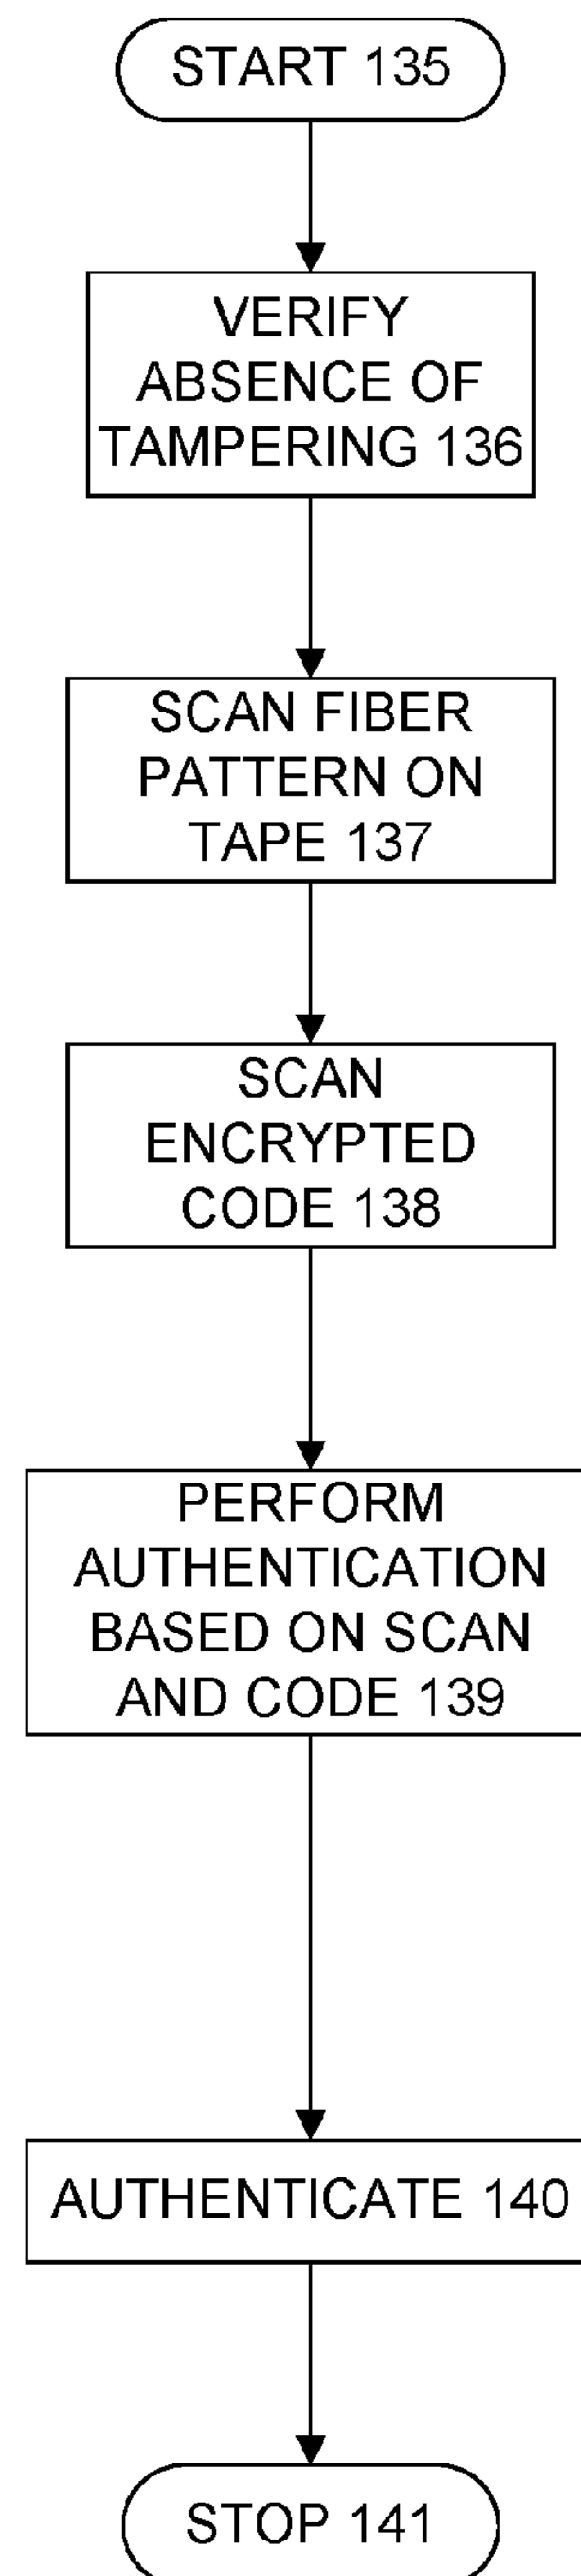 START 135
VERIFY
ABSENCE OF
TAMPERING 136
SCAN FIBER
PATTERN ON
TAPE 137
SCAN
ENCRYPTED
CODE 138
PERFORM
AUTHENTICATION
BASED ON SCAN
AND CODE 139
AUTHENTICATE 140
STOP 141